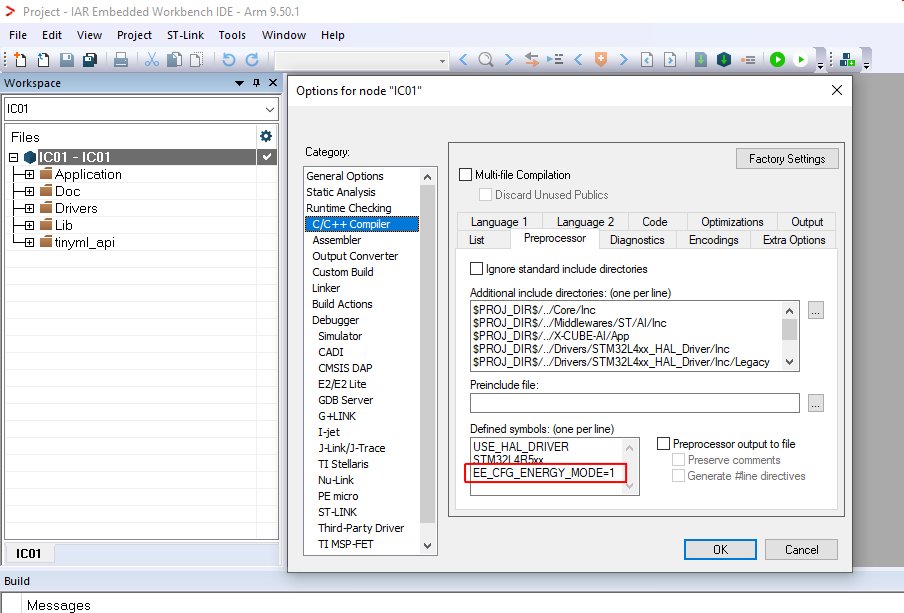 Project - IAR Embedded Workbench IDE - Arm 9.50.1
File Edit View Project ST-Link Tools Window Help
Workspace
IC01
Files
IC01 - IC01
Application
Doc
Drivers
Lib
tinyml_api
IC01
Options for node "IC01"
Category:
General Options
Static Analysis
Runtime Checking
C/C++ Compiler
Assembler
Output Converter
Custom Build
Linker
Build Actions
Debugger
Simulator
CADI
CMSIS DAP
E2/E2 Lite
GDB Server
G+LINK
I-jet
J-Link/J-Trace
TI Stellaris
Nu-Link
PE micro
ST-LINK
Third-Party Driver
TI MSP-FET
Factory Settings
Multi-file Compilation
Discard Unused Publics
Language 1 Language 2 Code Optimizations Output
List Preprocessor Diagnostics Encodings Extra Options
Ignore standard include directories
Additional include directories: (one per line)
$PROJ_DIR$/../Core/Inc
$PROJ_DIR$/../Middlewares/ST/AI/Inc
$PROJ_DIR$/../X-CUBE-AI/App
$PROJ_DIR$/../Drivers/STM32L4xx_HAL_Driver/Inc
$PROJ_DIR$/../Drivers/STM32L4xx_HAL_Driver/Inc/Legacy
...
Preinclude file:
...
Defined symbols: (one per line)
USE_HAL_DRIVER
STM32L4R5xx
EE_CFG_ENERGY_MODE=1
Preprocessor output to file
Preserve comments
Generate #line directives
OK Cancel
Build
Messages